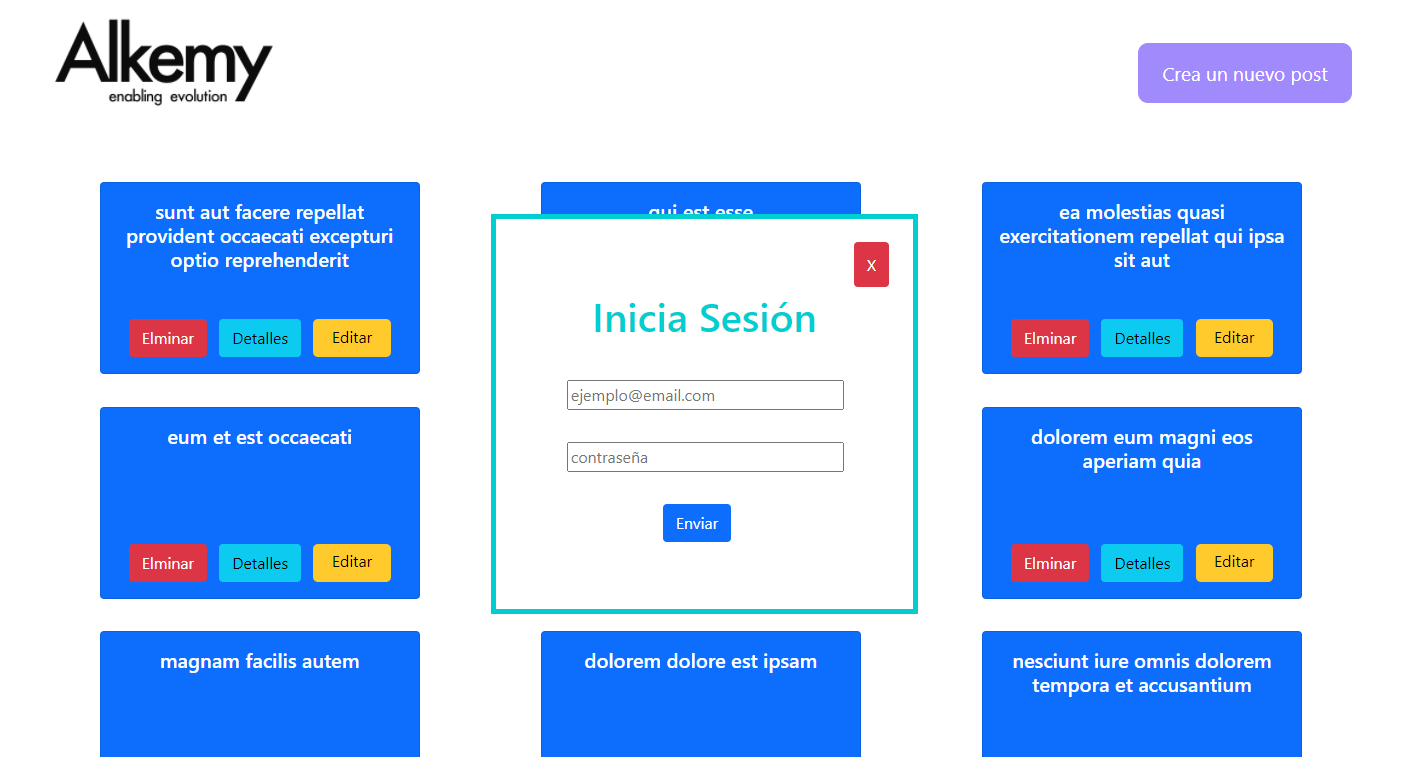 Alkemy
enabling evolution
Crea un nuevo post
sunt aut facere repellat
provident occaecati excepturi
optio reprehenderit
Elminar
Detalles
Editar
qui est esse
ea molestias quasi
exercitationem repellat qui ipsa
sit aut
Elminar
Detalles
Editar
X
Inicia Sesión
ejemplo@email.com
contraseña
Enviar
eum et est occaecati
Elminar
Detalles
Editar
dolorem eum magni eos
aperiam quia
Elminar
Detalles
Editar
magnam facilis autem
dolorem dolore est ipsam
nesciunt iure omnis dolorem
tempora et accusantium